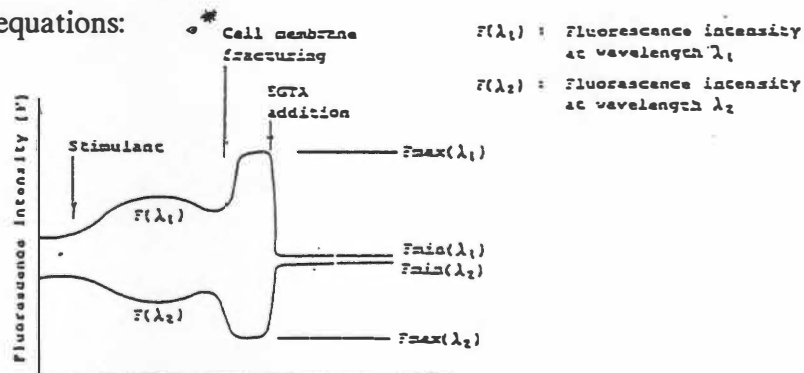 equations:
Cell membrane
fracturing
F(λ₁) : Fluorescence intensity
at wavelength λ₁
F(λ₂) : Fluorascence intensity
at wavelength λ₂
EGTA
addition
Stimulant
Fmax(λ₁)
F(λ₁)
Fmin(λ₁)
Fmin(λ₂)
F(λ₂)
Fmax(λ₂)
Fluorescence Intensity [F]